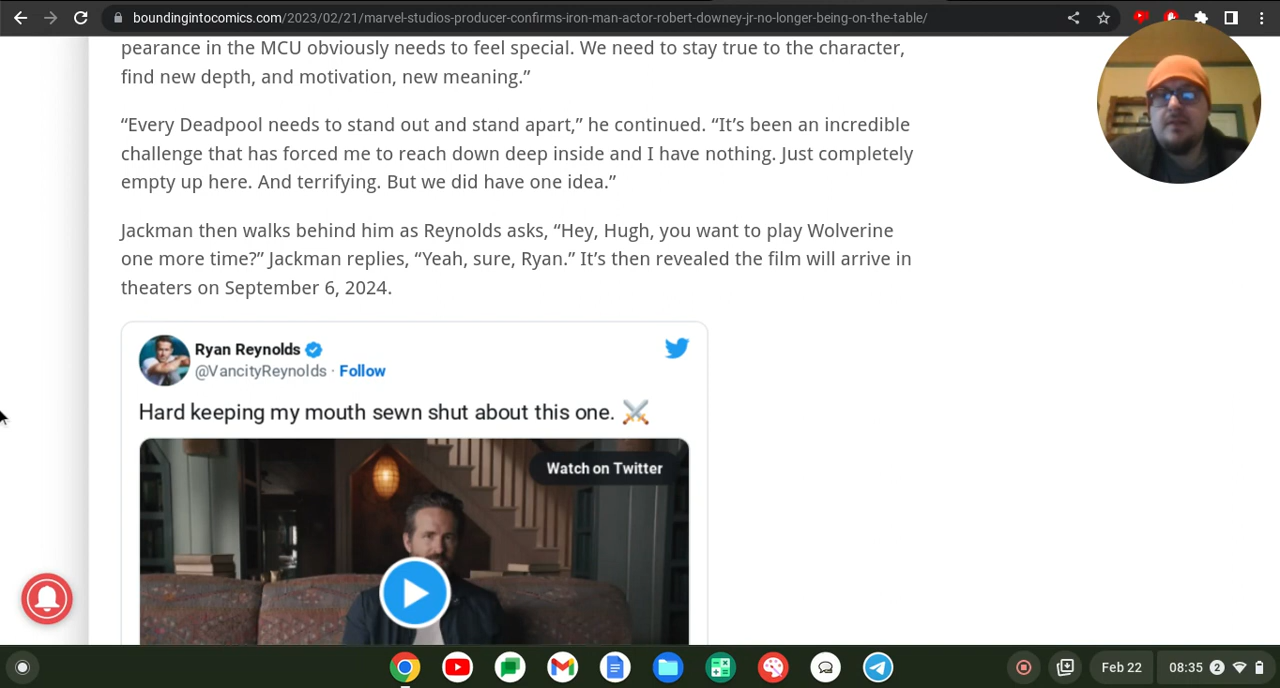 boundingintocomics.com/2023/02/21/marvel-studios-producer-confirms-iron-man-actor-robert-downey-jr-no-longer-being-on-the-table/
pearance in the MCU obviously needs to feel special. We need to stay true to the character,
find new depth, and motivation, new meaning.”
“Every Deadpool needs to stand out and stand apart,” he continued. “It’s been an incredible
challenge that has forced me to reach down deep inside and I have nothing. Just completely
empty up here. And terrifying. But we did have one idea.”
Jackman then walks behind him as Reynolds asks, “Hey, Hugh, you want to play Wolverine
one more time?” Jackman replies, “Yeah, sure, Ryan.” It’s then revealed the film will arrive in
theaters on September 6, 2024.
Ryan Reynolds
@VancityReynolds · Follow
Hard keeping my mouth sewn shut about this one. ⚔️
Watch on Twitter
Feb 22
08:35 2